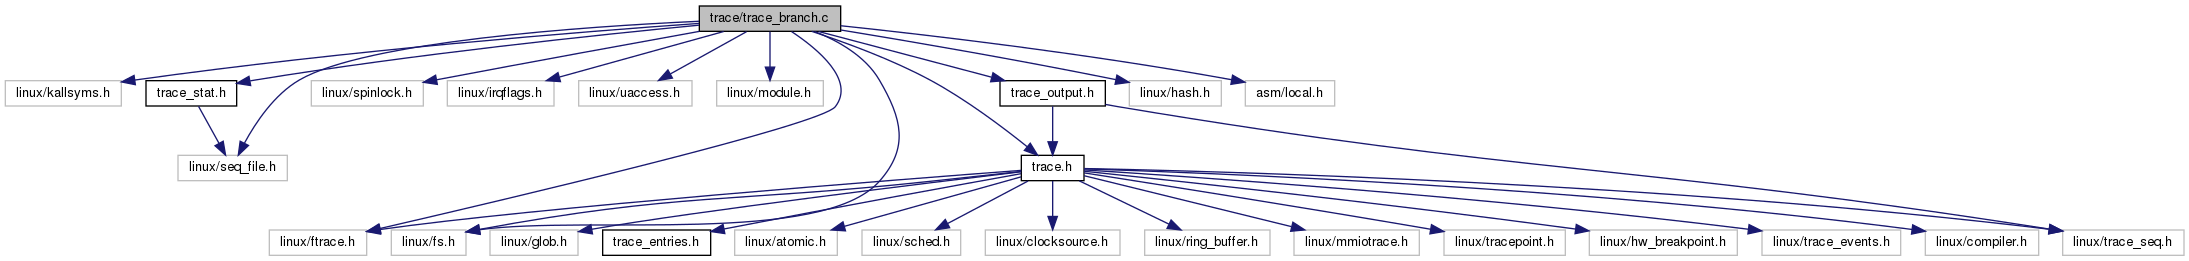 trace/trace_branch.c
linux/kallsyms.h
trace_stat.h
linux/spinlock.h
linux/irqflags.h
linux/uaccess.h
linux/module.h
trace_output.h
linux/hash.h
asm/local.h
linux/seq_file.h
trace.h
linux/ftrace.h
linux/fs.h
linux/glob.h
trace_entries.h
linux/atomic.h
linux/sched.h
linux/clocksource.h
linux/ring_buffer.h
linux/mmiotrace.h
linux/tracepoint.h
linux/hw_breakpoint.h
linux/trace_events.h
linux/compiler.h
linux/trace_seq.h